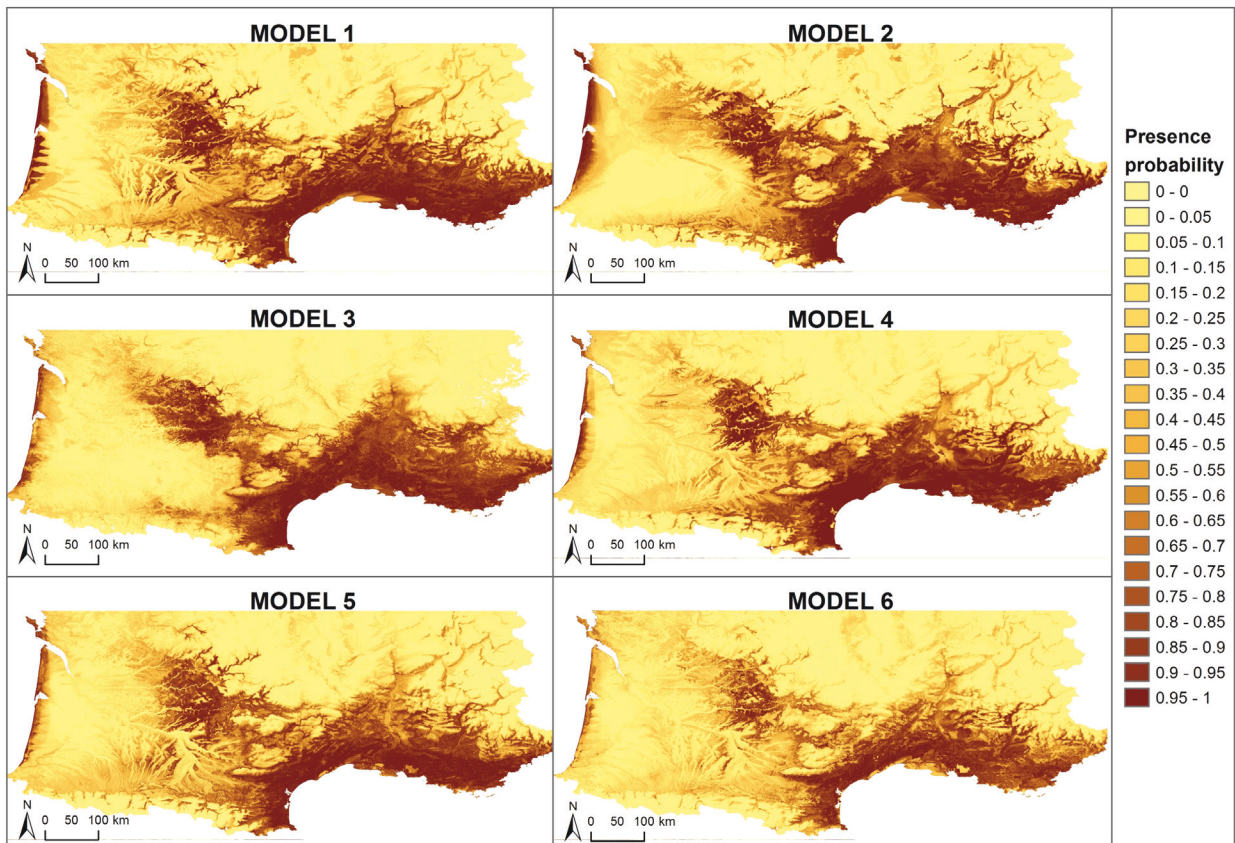 MODEL 1
N
0 50 100 km
MODEL 2
N
0 50 100 km
MODEL 3
N
0 50 100 km
MODEL 4
N
0 50 100 km
MODEL 5
N
0 50 100 km
MODEL 6
N
0 50 100 km
Presence
probability
0 - 0
0 - 0.05
0.05 - 0.1
0.1 - 0.15
0.15 - 0.2
0.2 - 0.25
0.25 - 0.3
0.3 - 0.35
0.35 - 0.4
0.4 - 0.45
0.45 - 0.5
0.5 - 0.55
0.55 - 0.6
0.6 - 0.65
0.65 - 0.7
0.7 - 0.75
0.75 - 0.8
0.8 - 0.85
0.85 - 0.9
0.9 - 0.95
0.95 - 1